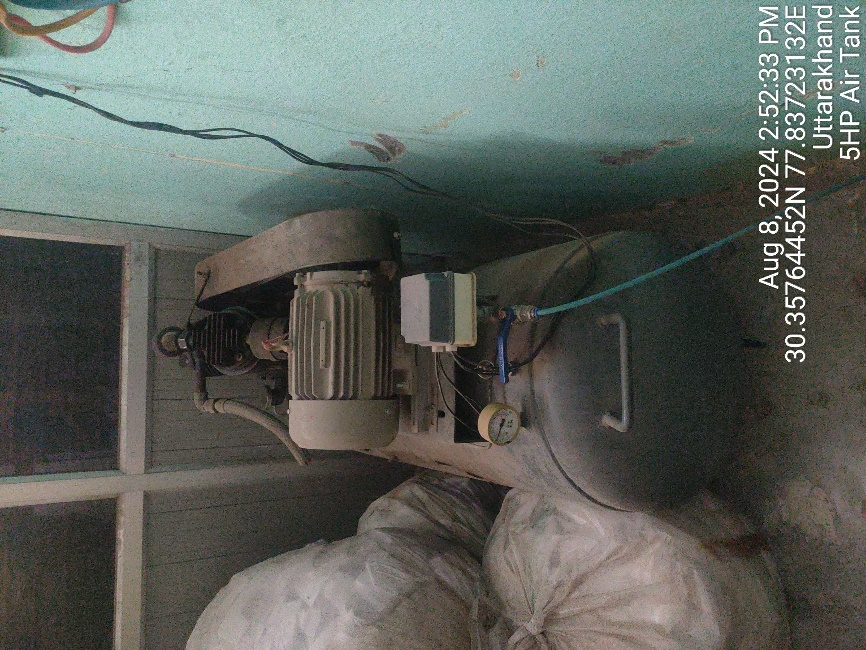 Aug 8, 2024 2:52:33 PM
30.35764452N 77.83723132E
Uttarakhand
5HP Air Tank